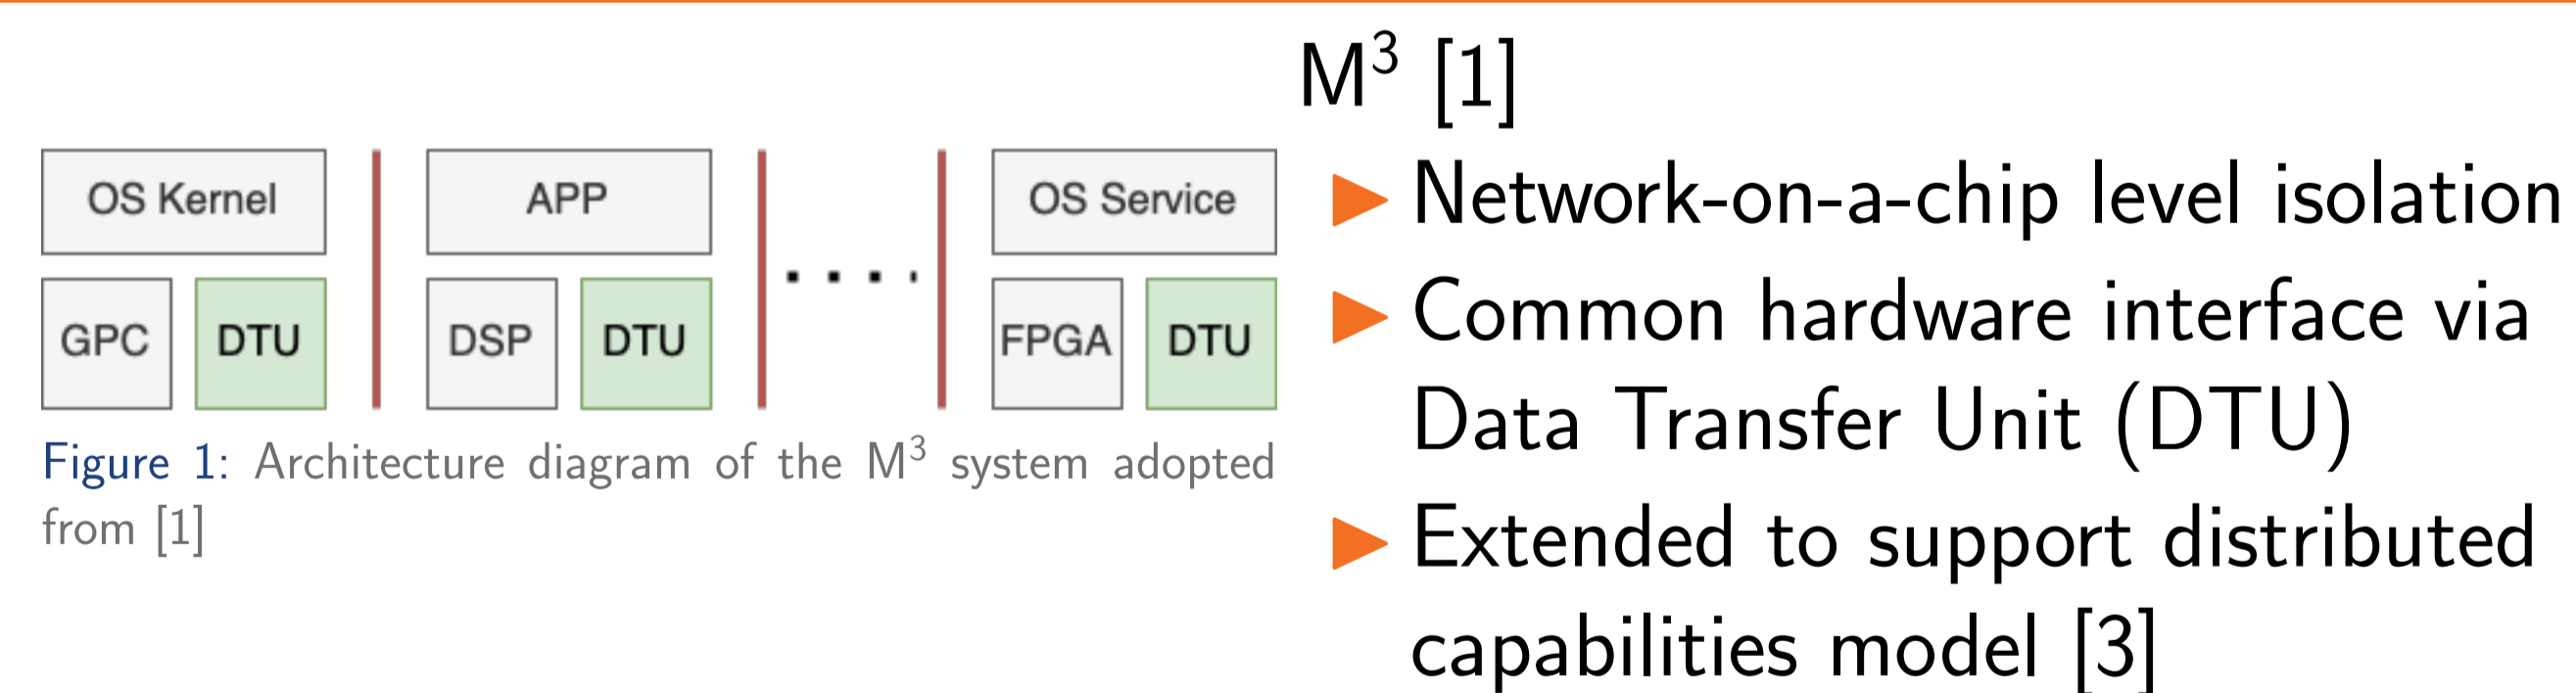 OS Kernel
GPC
DTU
APP
DSP
DTU
OS Service
FPGA
DTU
Figure 1: Architecture diagram of the M³ system adopted
from [1]
M³ [1]
Network-on-a-chip level isolation
Common hardware interface via
Data Transfer Unit (DTU)
Extended to support distributed
capabilities model [3]